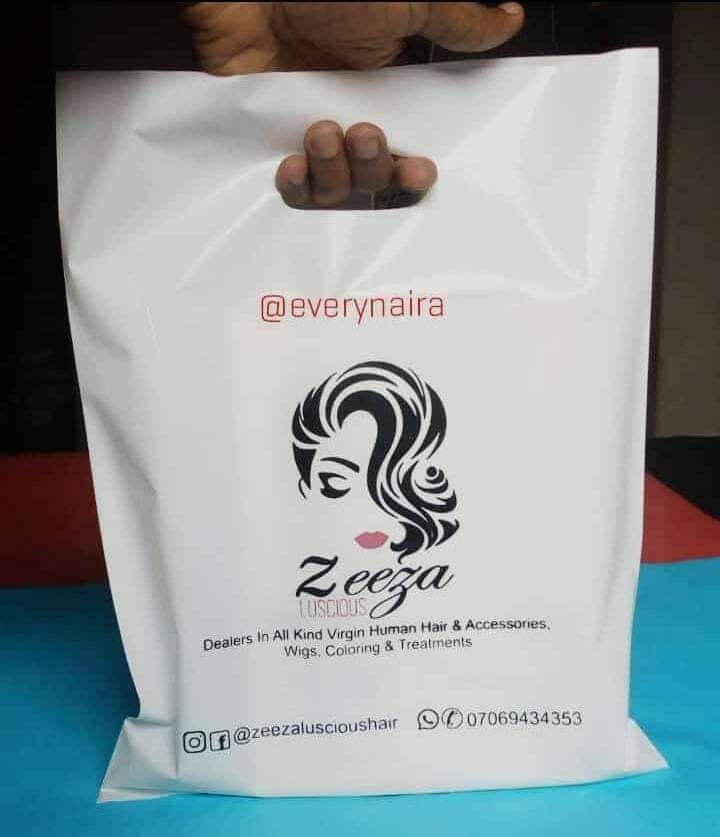 @everynaira
Zeeza
LUSCIOUS
Dealers In All Kind Virgin Human Hair & Accessories,
Wigs, Coloring & Treatments
@zeezaluscioushair 07069434353